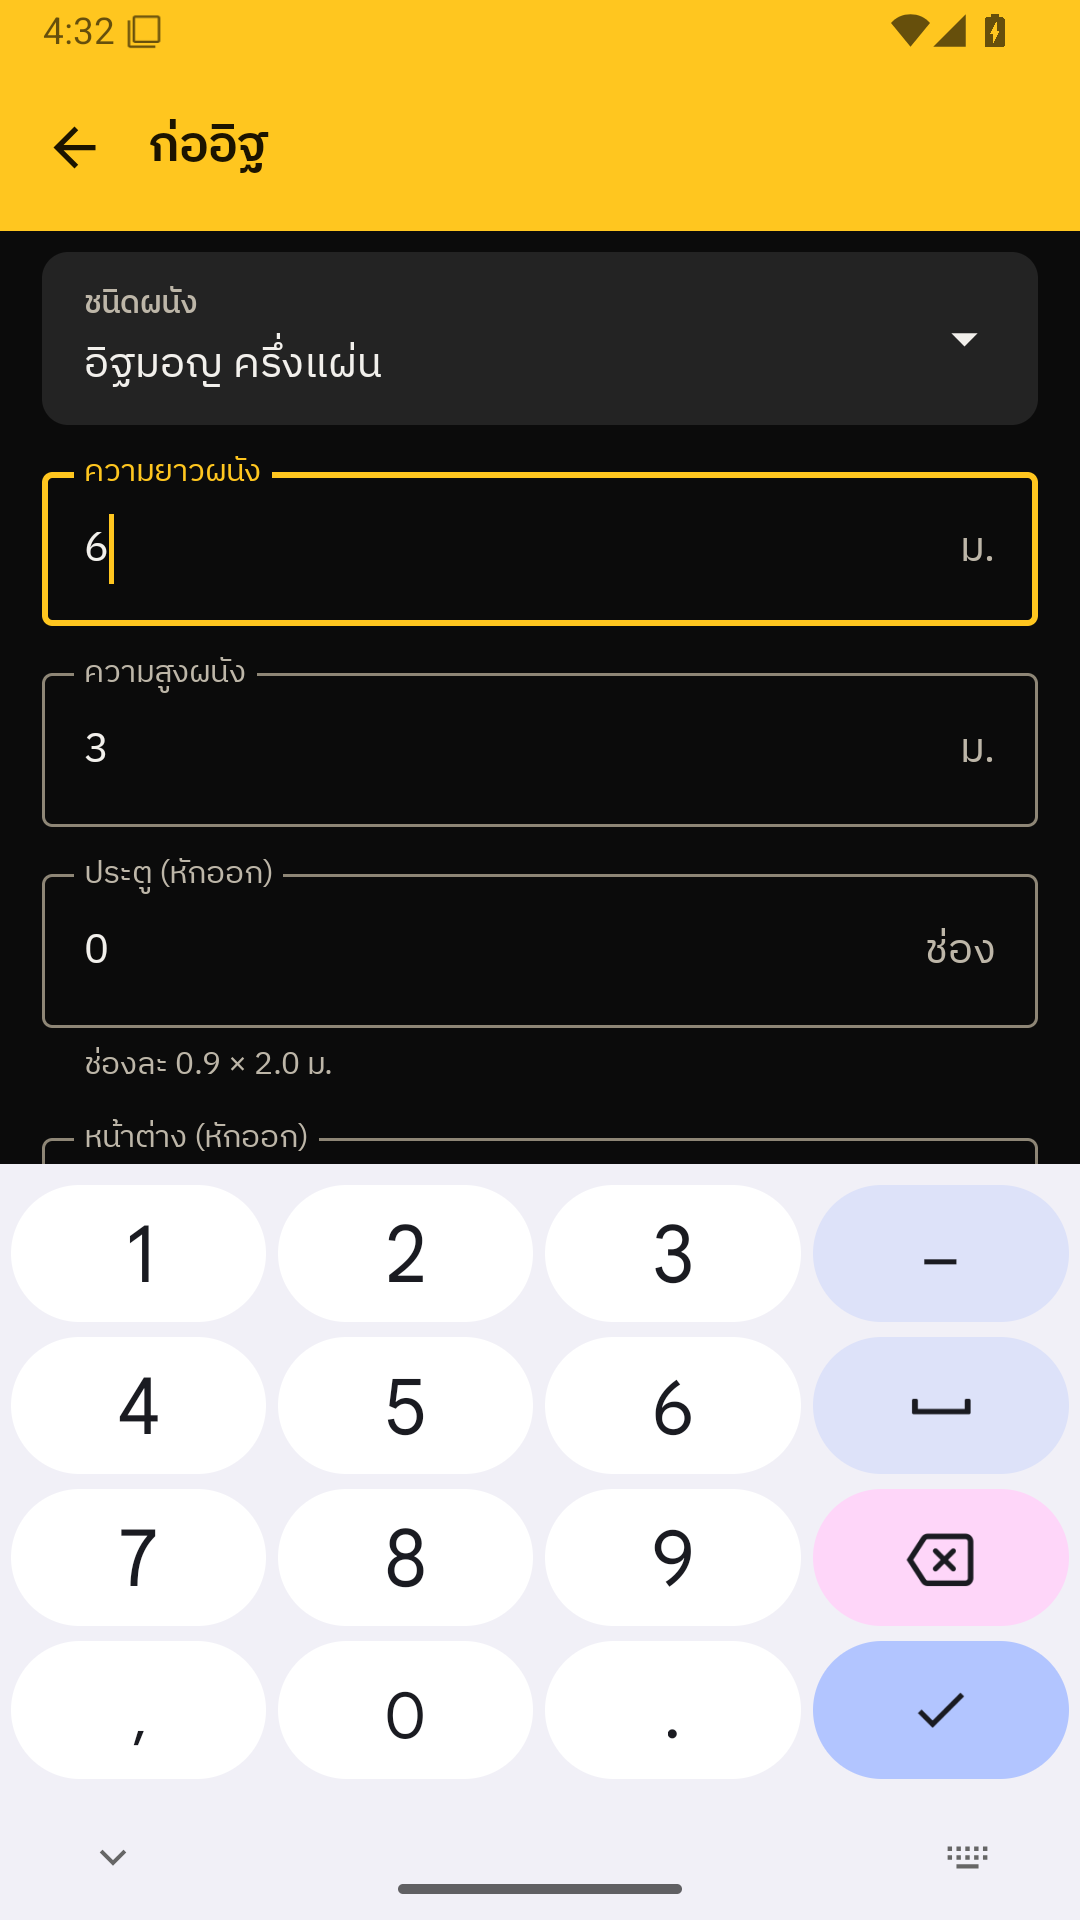 4:32
ก่ออิฐ
ชนิดผนัง
อิฐมอญ ครึ่งแผ่น
ความยาวผนัง
6 ม.
ความสูงผนัง
3 ม.
ประตู (หักออก)
0 ช่อง
ช่องละ 0.9 × 2.0 ม.
หน้าต่าง (หักออก)
1 2 3 –
4 5 6
7 8 9
, 0 .